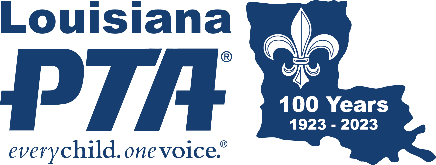 Louisiana
PTA®
everychild.onevoice.®
100 Years
1923 - 2023